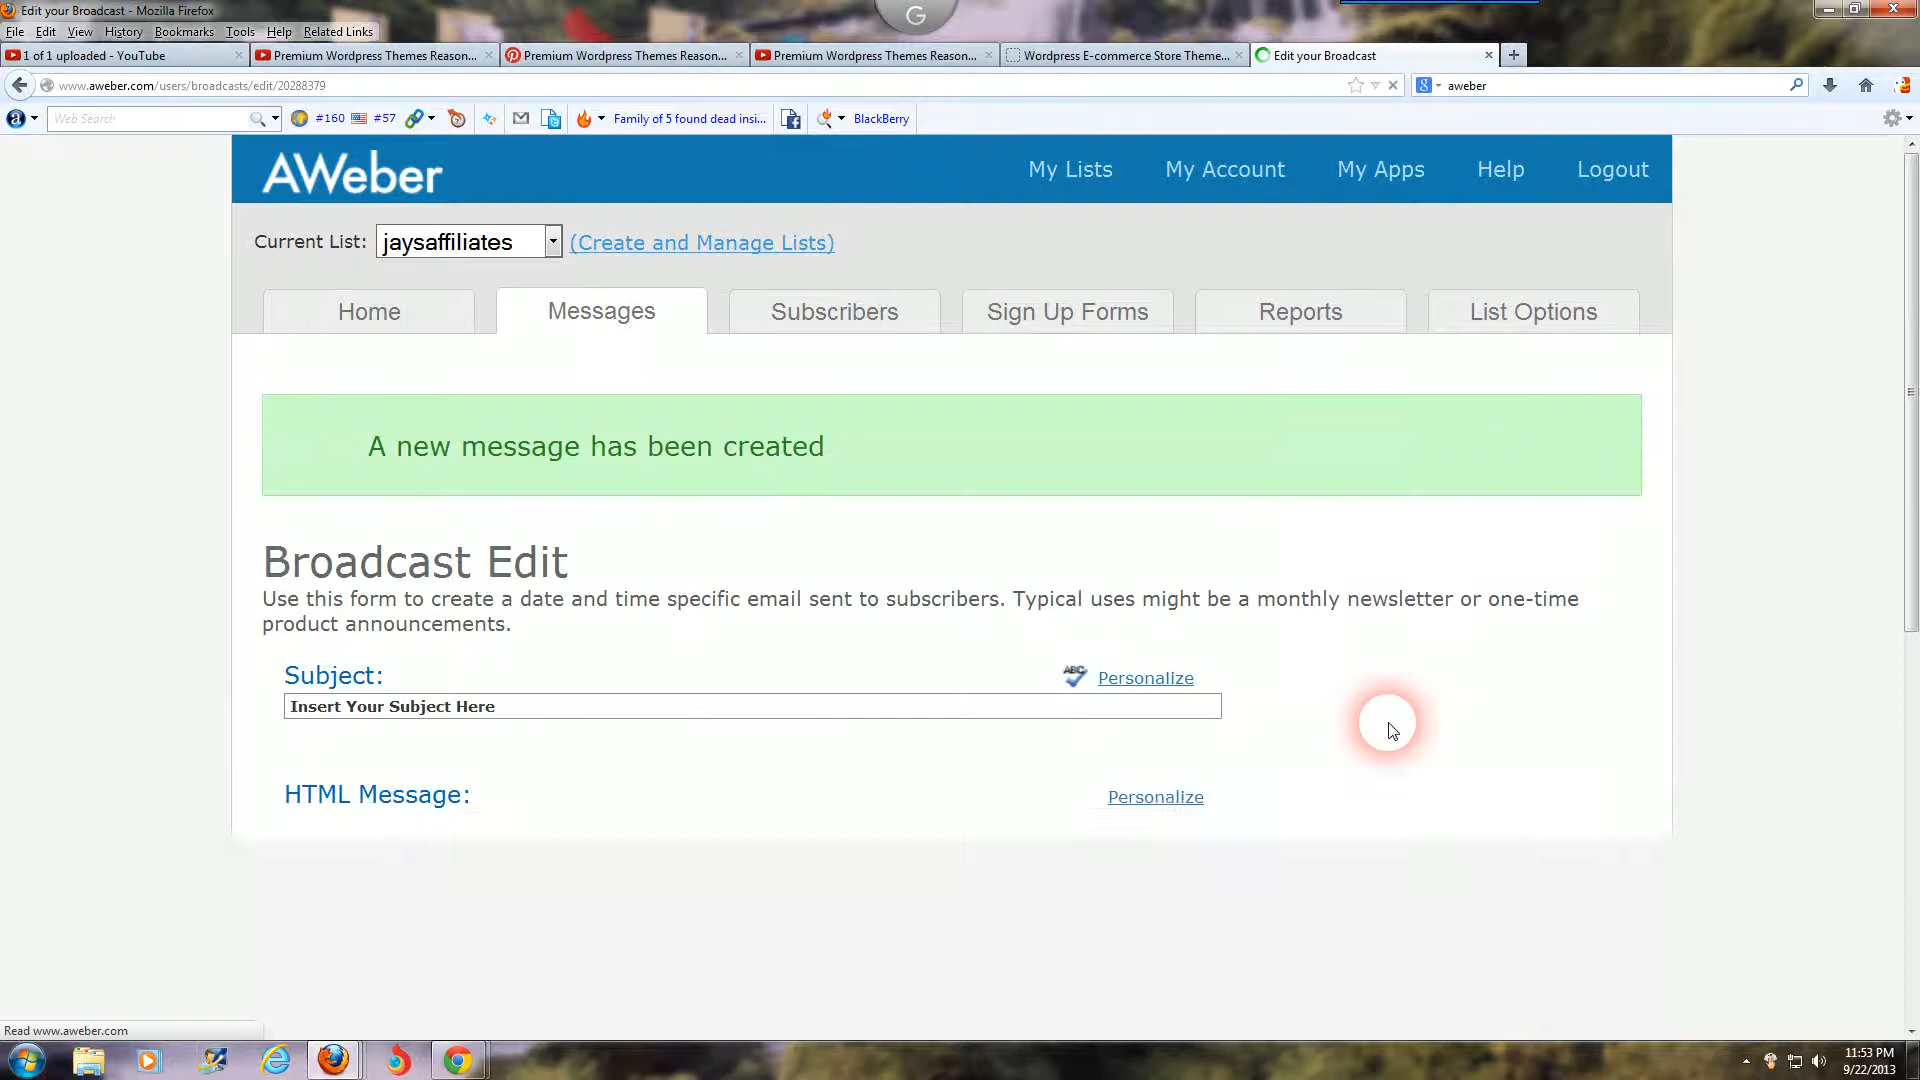 Edit your Broadcast - Mozilla Firefox
G
File Edit View History Bookmarks Tools Help Related Links
1 of 1 uploaded - YouTube
Premium Wordpress Themes Reason...
Premium Wordpress Themes Reason...
Premium Wordpress Themes Reason...
Wordpress E-commerce Store Theme...
Edit your Broadcast
www.aweber.com/users/broadcasts/edit/20288379
8 aweber
a Web Search #160 #57 Family of 5 found dead insi... BlackBerry
AWeber My Lists My Account My Apps Help Logout
Current List: jaysaffiliates (Create and Manage Lists)
Home Messages Subscribers Sign Up Forms Reports List Options
A new message has been created
Broadcast Edit
Use this form to create a date and time specific email sent to subscribers. Typical uses might be a monthly newsletter or one-time
product announcements.
Subject: ABC Personalize
Insert Your Subject Here
HTML Message: Personalize
Read www.aweber.com
11:53 PM
9/22/2013